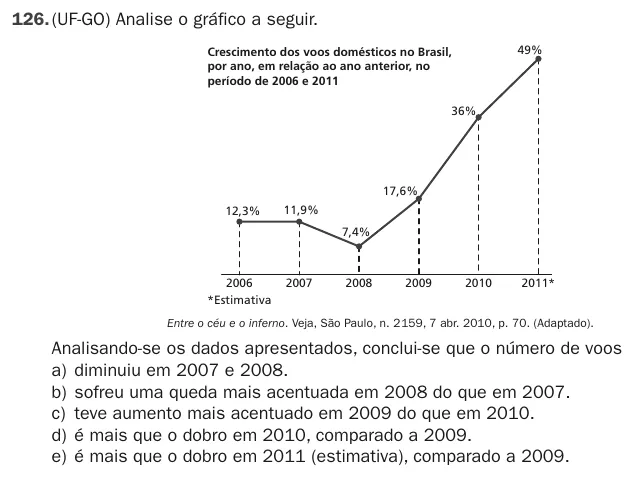 126. (UF-GO) Analise o gráfico a seguir.
Crescimento dos voos domésticos no Brasil,
por ano, em relação ao ano anterior, no
período de 2006 e 2011
49%
36%
17,6%
12,3% 11,9%
7,4%
2006 2007 2008 2009 2010 2011*
*Estimativa
Entre o céu e o inferno. Veja, São Paulo, n. 2159, 7 abr. 2010, p. 70. (Adaptado).
Analisando-se os dados apresentados, conclui-se que o número de voos
a) diminuiu em 2007 e 2008.
b) sofreu uma queda mais acentuada em 2008 do que em 2007.
c) teve aumento mais acentuado em 2009 do que em 2010.
d) é mais que o dobro em 2010, comparado a 2009.
e) é mais que o dobro em 2011 (estimativa), comparado a 2009.